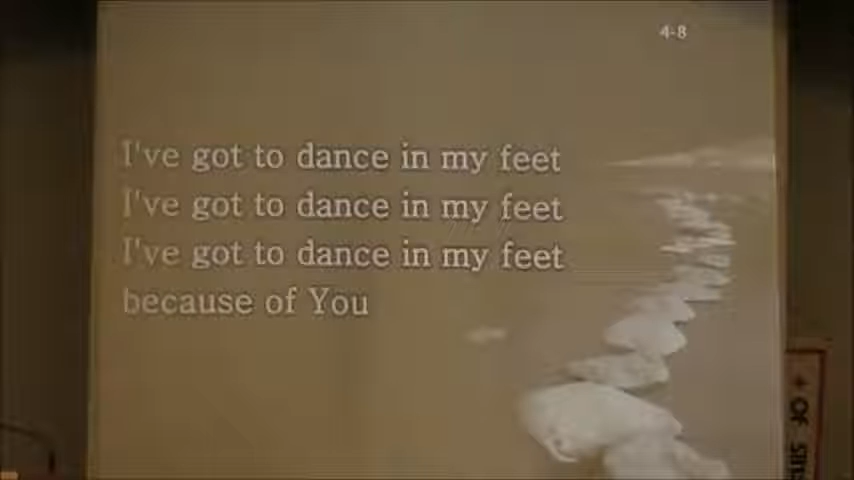 4-8
I've got to dance in my feet
I've got to dance in my feet
I've got to dance in my feet
because of You
+ OF